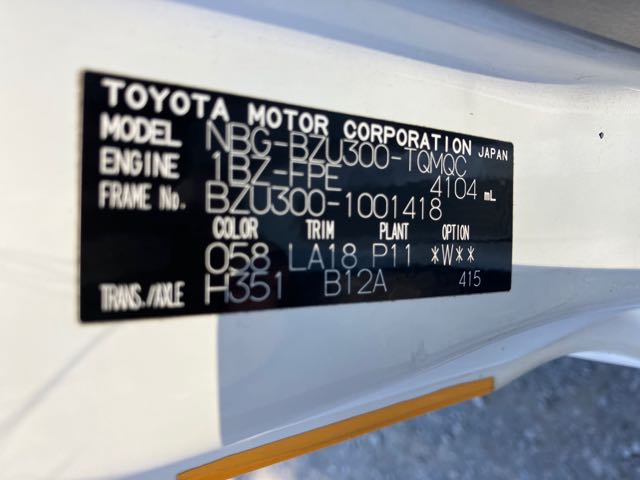 TOYOTA MOTOR CORPORATION JAPAN
MODEL NBG-BZU300-TQMQC
ENGINE 1BZ-FPE 4104 mL
FRAME No. BZU300-1001418
COLOR TRIM PLANT OPTION
058 LA18 P11 *W**
TRANS./AXLE H351 B12A 415